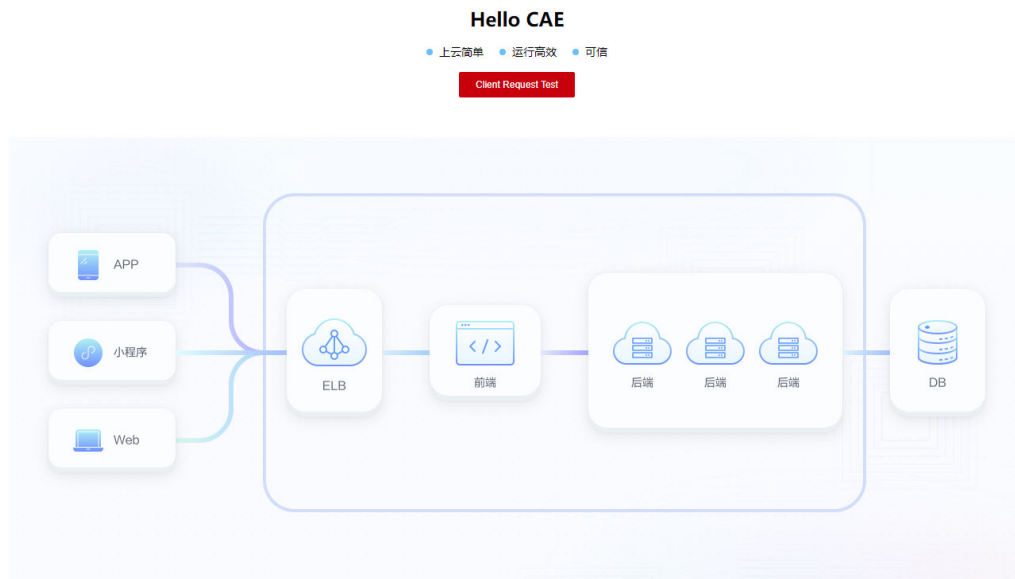 Hello CAE
上云简单 运行高效 可信
Client Request Test
APP
小程序
Web
ELB
前端
后端 后端 后端
DB